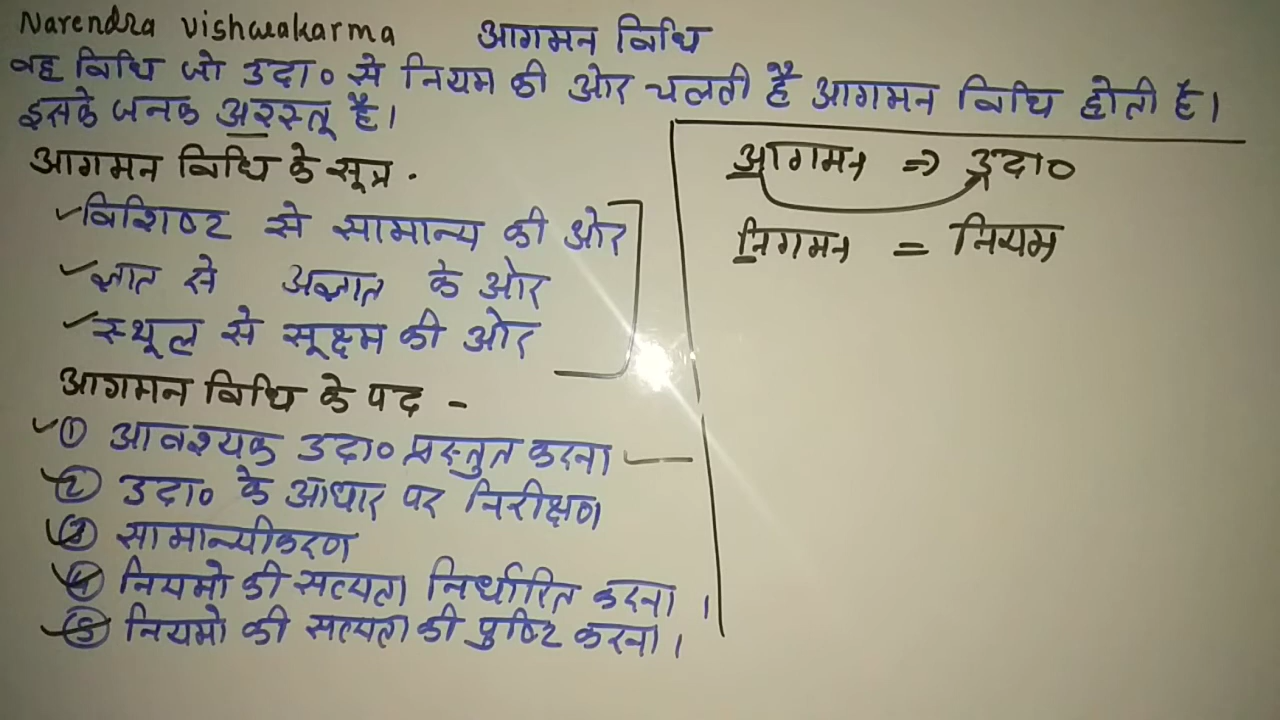 Narendra Vishwakarma आगमन विधि
वह विधि जो उदा० से नियम की ओर चलती है आगमन विधि होती है।
इसके जनक अरस्तू है।
आगमन विधि के सूत्र -
विशिष्ट से सामान्य की ओर
ज्ञात से अज्ञात के ओर
स्थूल से सूक्ष्म की ओर
आगमन विधि के पद -
① आवश्यक उदा० प्रस्तुत करना
② उदा० के आधार पर निरीक्षण
③ सामान्यीकरण
④ नियमो की सत्यता निर्धारित करना ।
⑤ नियमो की सत्यता की पुष्टि करना ।
आगमन => उदा०
निगमन = नियम